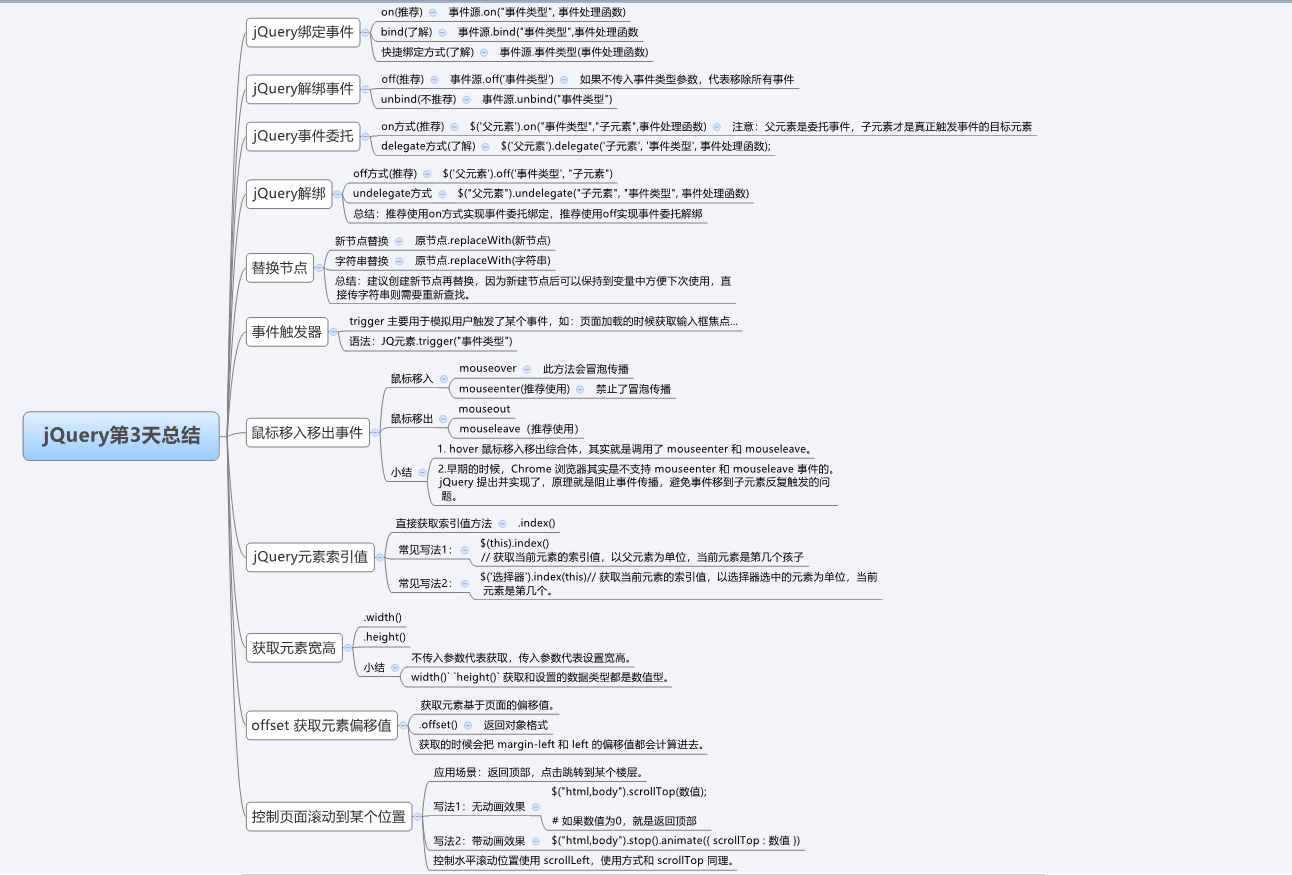 jQuery第3天总结
jQuery绑定事件
on(推荐) 事件源.on("事件类型", 事件处理函数)
bind(了解) 事件源.bind("事件类型",事件处理函数
快捷绑定方式(了解) 事件源.事件类型(事件处理函数)
jQuery解绑事件
off(推荐) 事件源.off('事件类型') 如果不传入事件类型参数，代表移除所有事件
unbind(不推荐) 事件源.unbind("事件类型")
jQuery事件委托
on方式(推荐) $('父元素').on("事件类型","子元素",事件处理函数) 注意：父元素是委托事件，子元素才是真正触发事件的目标元素
delegate方式(了解) $('父元素').delegate('子元素', '事件类型', 事件处理函数);
jQuery解绑
off方式(推荐) $('父元素').off('事件类型', "子元素")
undelegate方式 $("父元素").undelegate("子元素", "事件类型", 事件处理函数)
总结：推荐使用on方式实现事件委托绑定，推荐使用off实现事件委托解绑
替换节点
新节点替换 原节点.replaceWith(新节点)
字符串替换 原节点.replaceWith(字符串)
总结：建议创建新节点再替换，因为新建节点后可以保持到变量中方便下次使用，直
接传字符串则需要重新查找。
事件触发器
trigger 主要用于模拟用户触发了某个事件，如：页面加载的时候获取输入框焦点...
语法：JQ元素.trigger("事件类型")
鼠标移入移出事件
鼠标移入
mouseover 此方法会冒泡传播
mouseenter(推荐使用) 禁止了冒泡传播
鼠标移出
mouseout
mouseleave（推荐使用）
小结
1. hover 鼠标移入移出综合体，其实就是调用了 mouseenter 和 mouseleave。
2.早期的时候，Chrome 浏览器其实是不支持 mouseenter 和 mouseleave 事件的。
jQuery 提出并实现了，原理就是阻止事件传播，避免事件移到子元素反复触发的问
题。
jQuery元素索引值
直接获取索引值方法 .index()
常见写法1：
$(this).index()
// 获取当前元素的索引值，以父元素为单位，当前元素是第几个孩子
常见写法2：
$('选择器').index(this)// 获取当前元素的索引值，以选择器选中的元素为单位，当前
元素是第几个。
获取元素宽高
.width()
.height()
小结
不传入参数代表获取，传入参数代表设置宽高。
width()` `height()` 获取和设置的数据类型都是数值型。
offset 获取元素偏移值
获取元素基于页面的偏移值。
.offset() 返回对象格式
获取的时候会把 margin-left 和 left 的偏移值都会计算进去。
控制页面滚动到某个位置
应用场景：返回顶部，点击跳转到某个楼层。
写法1：无动画效果
$("html,body").scrollTop(数值);
# 如果数值为0，就是返回顶部
写法2：带动画效果 $("html,body").stop().animate({ scrollTop : 数值 })
控制水平滚动位置使用 scrollLeft，使用方式和 scrollTop 同理。